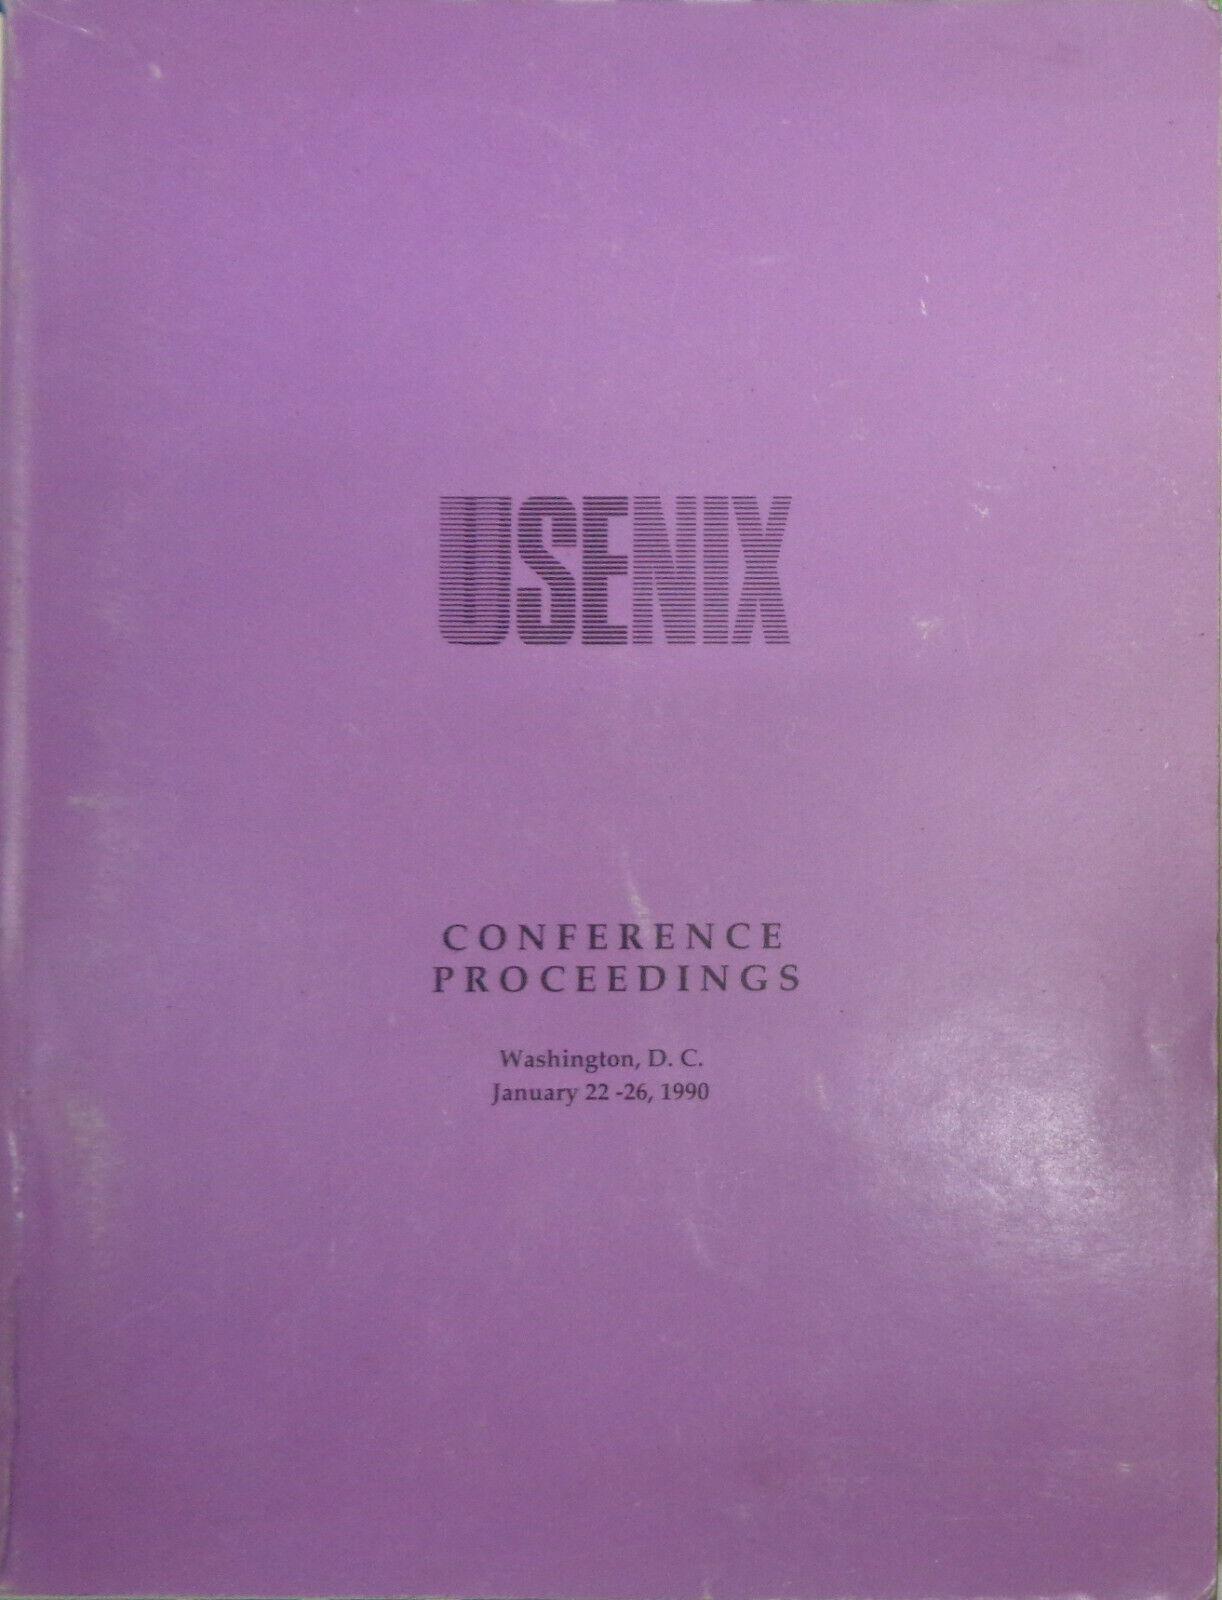 USENIX
CONFERENCE
PROCEEDINGS
Washington, D. C.
January 22 -26, 1990